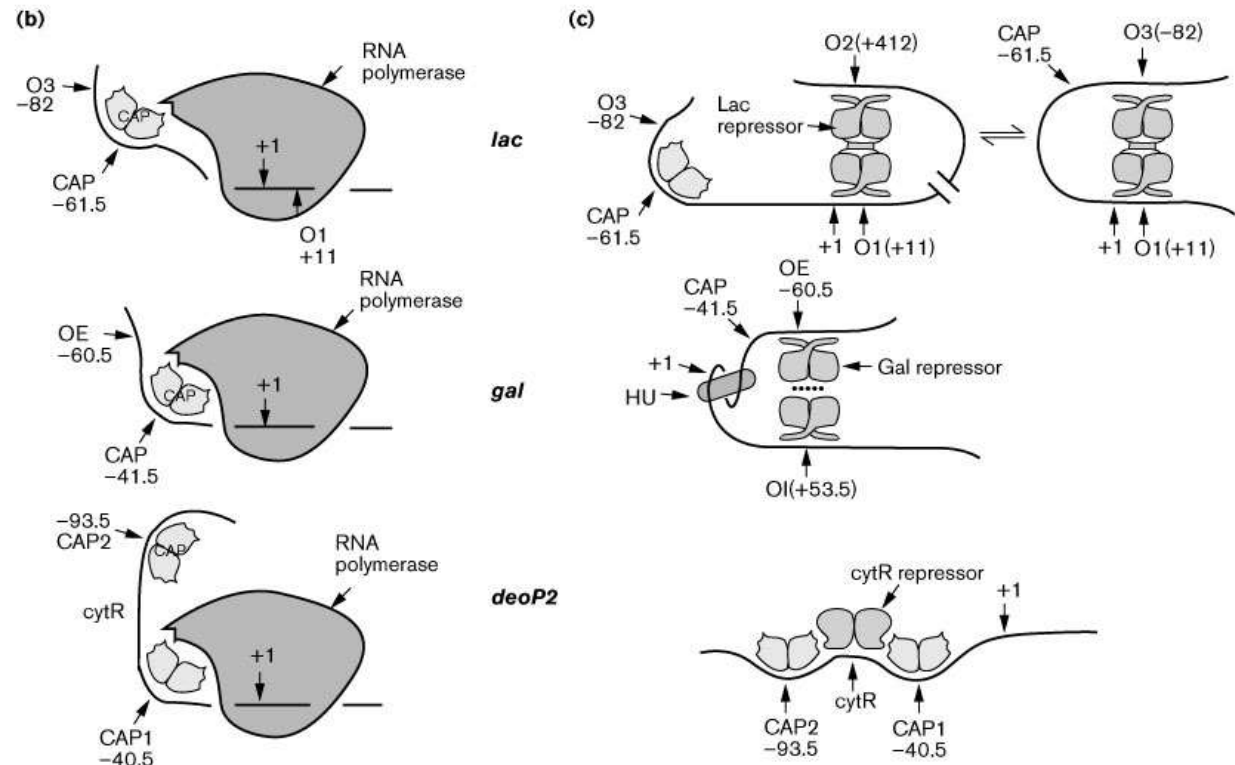 (b)
RNA
polymerase
O3
-82
CAP
+1
CAP
-61.5
O1
+11
lac
RNA
polymerase
OE
-60.5
CAP
+1
CAP
-41.5
gal
-93.5
CAP2
CAP
RNA
polymerase
cytR
+1
CAP1
-40.5
deoP2
(c)
O2(+412)
O3
-82
Lac
repressor
CAP
-61.5
+1 O1(+11)
CAP
-61.5
O3(-82)
+1 O1(+11)
CAP
-41.5
OE
-60.5
+1
HU
Gal repressor
OI(+53.5)
cytR repressor
+1
cytR
CAP2
-93.5
CAP1
-40.5